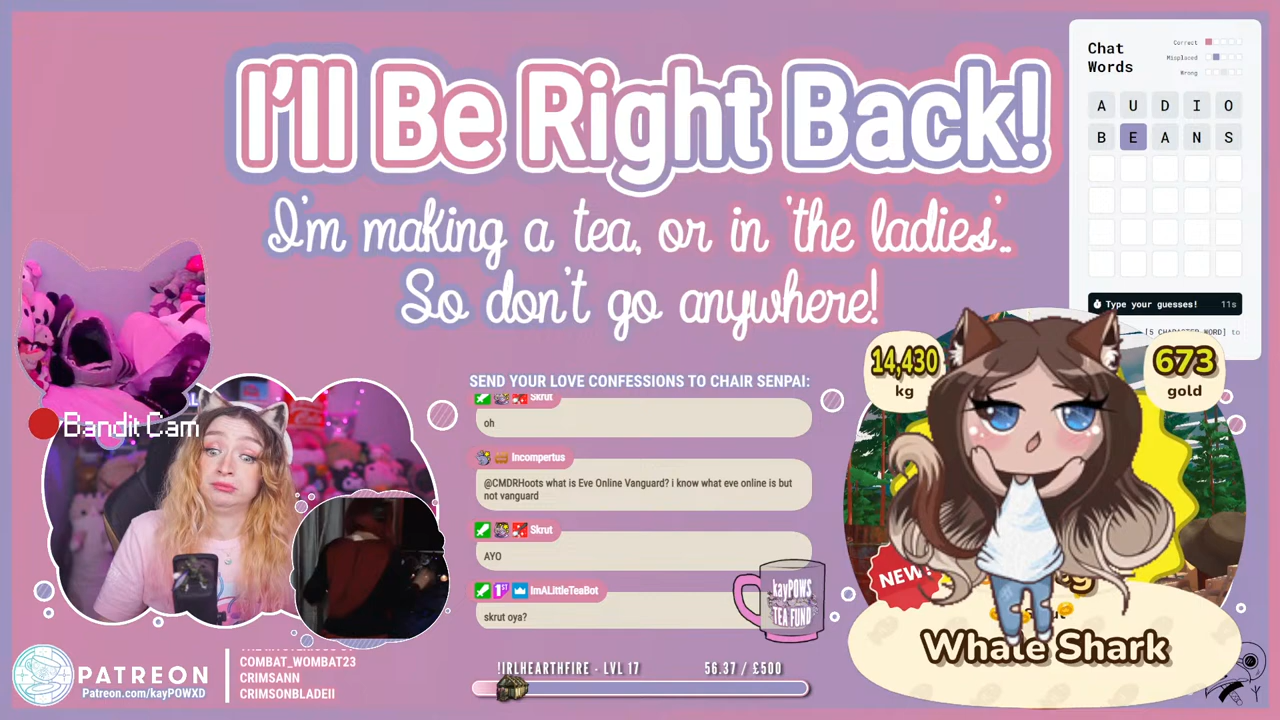 I'll Be Right Back!
I'm making a tea, or in 'the ladies'..
So don't go anywhere!
Chat
Words
Correct
Misplaced
Wrong
A U D I O
B E A N S
Type your guesses! 11s
[5 CHARACTER WORD] to
Bandit Cam
SEND YOUR LOVE CONFESSIONS TO CHAIR SENPAI:
Skrut
oh
Incompertus
@CMDRHoots what is Eve Online Vanguard? i know what eve online is but
not vanguard
Skrut
AYO
1ST ImALittleTeaBot
skrut oya?
kayPOWS
TEA FUND
14,430
kg
673
gold
NEW!
Whale Shark
PATREON
Patreon.com/kayPOWXD
COMBAT_WOMBAT23
CRIMSANN
CRIMSONBLADEII
!IRLHEARTHFIRE - LVL 17
56.37 / £500